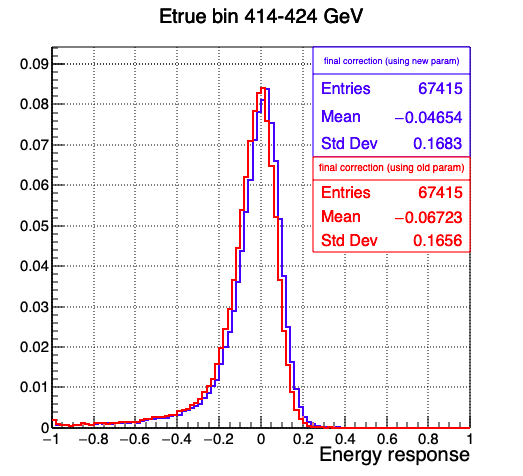 Etrue bin 414-424 GeV
final correction (using new param)
Entries 67415
Mean −0.04654
Std Dev 0.1683
final correction (using old param)
Entries 67415
Mean −0.06723
Std Dev 0.1656
0.09
0.08
0.07
0.06
0.05
0.04
0.03
0.02
0.01
0
−1 −0.8 −0.6 −0.4 −0.2 0 0.2 0.4 0.6 0.8 1
Energy response